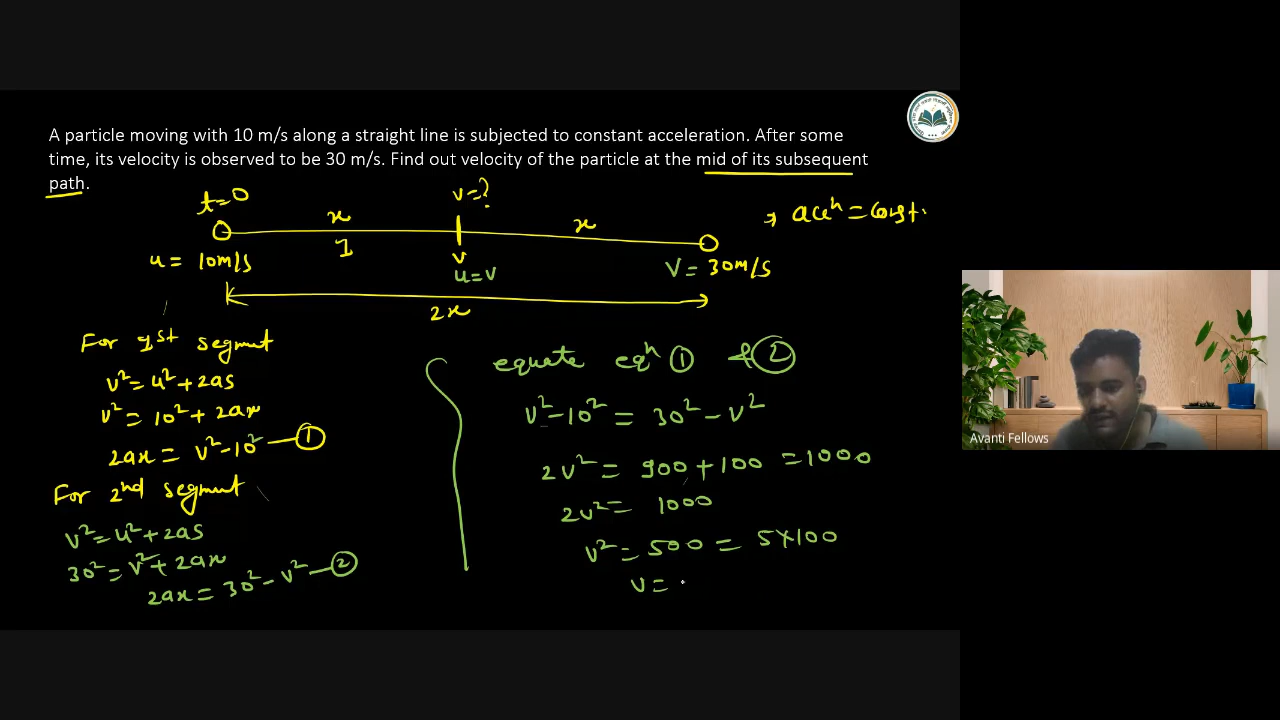 A particle moving with 10 m/s along a straight line is subjected to constant acceleration. After some
time, its velocity is observed to be 30 m/s. Find out velocity of the particle at the mid of its subsequent
path.
t=0
v=?
x
x
→ accⁿ = const.
1
u = 10m/s
v
u=v
V = 30m/s
2x
For 1st segment
v² = u² + 2as
v² = 10² + 2ax
2ax = v² - 10² — ①
For 2nd segment
v² = u² + 2as
30² = v² + 2ax
2ax = 30² - v² — ②
equate eqⁿ ① & ②
v² - 10² = 30² - v²
2v² = 900 + 100 = 1000
2v² = 1000
v² = 500 = 5×100
v =
Avanti Fellows